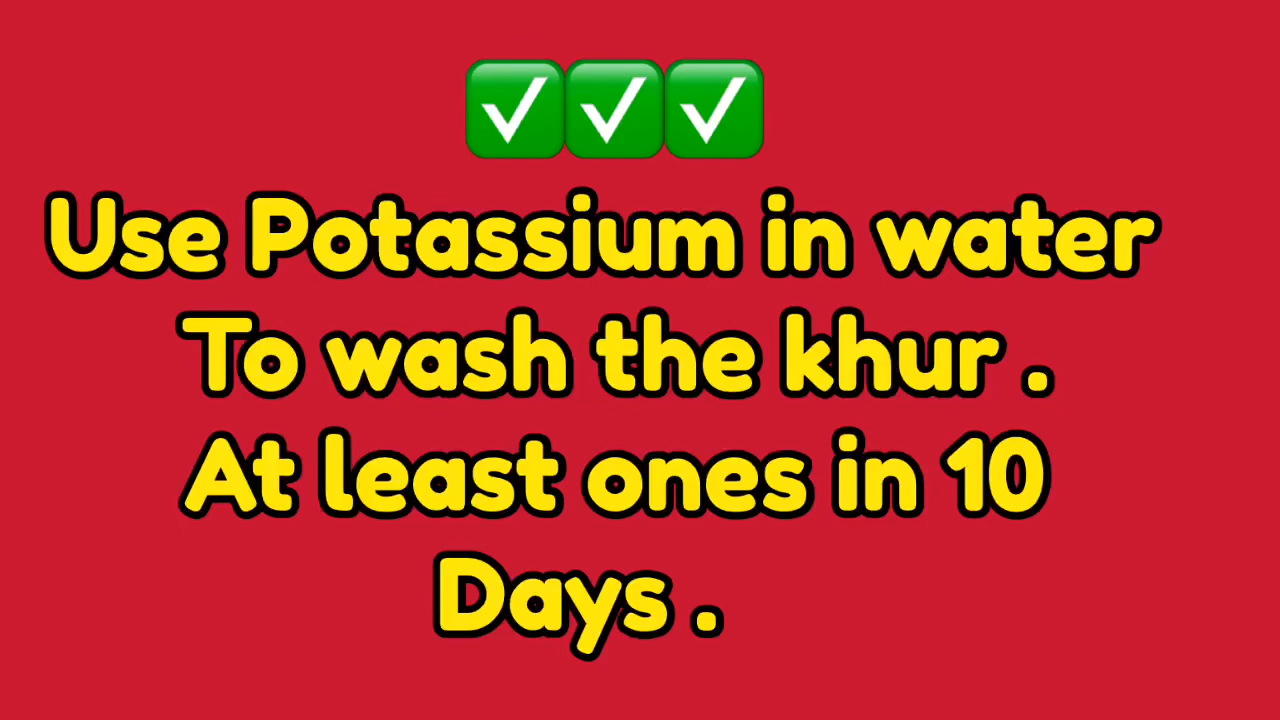 ✅✅✅
Use Potassium in water
To wash the khur .
At least ones in 10
Days .